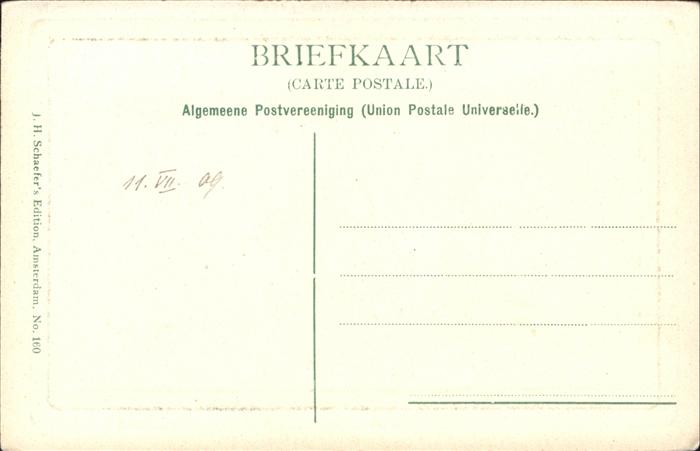 BRIEFKAART
(CARTE POSTALE.)
Algemeene Postvereeniging (Union Postale Universelle.)
11. VII. 09.
J. H. Schaefer's Edition, Amsterdam, No. 160